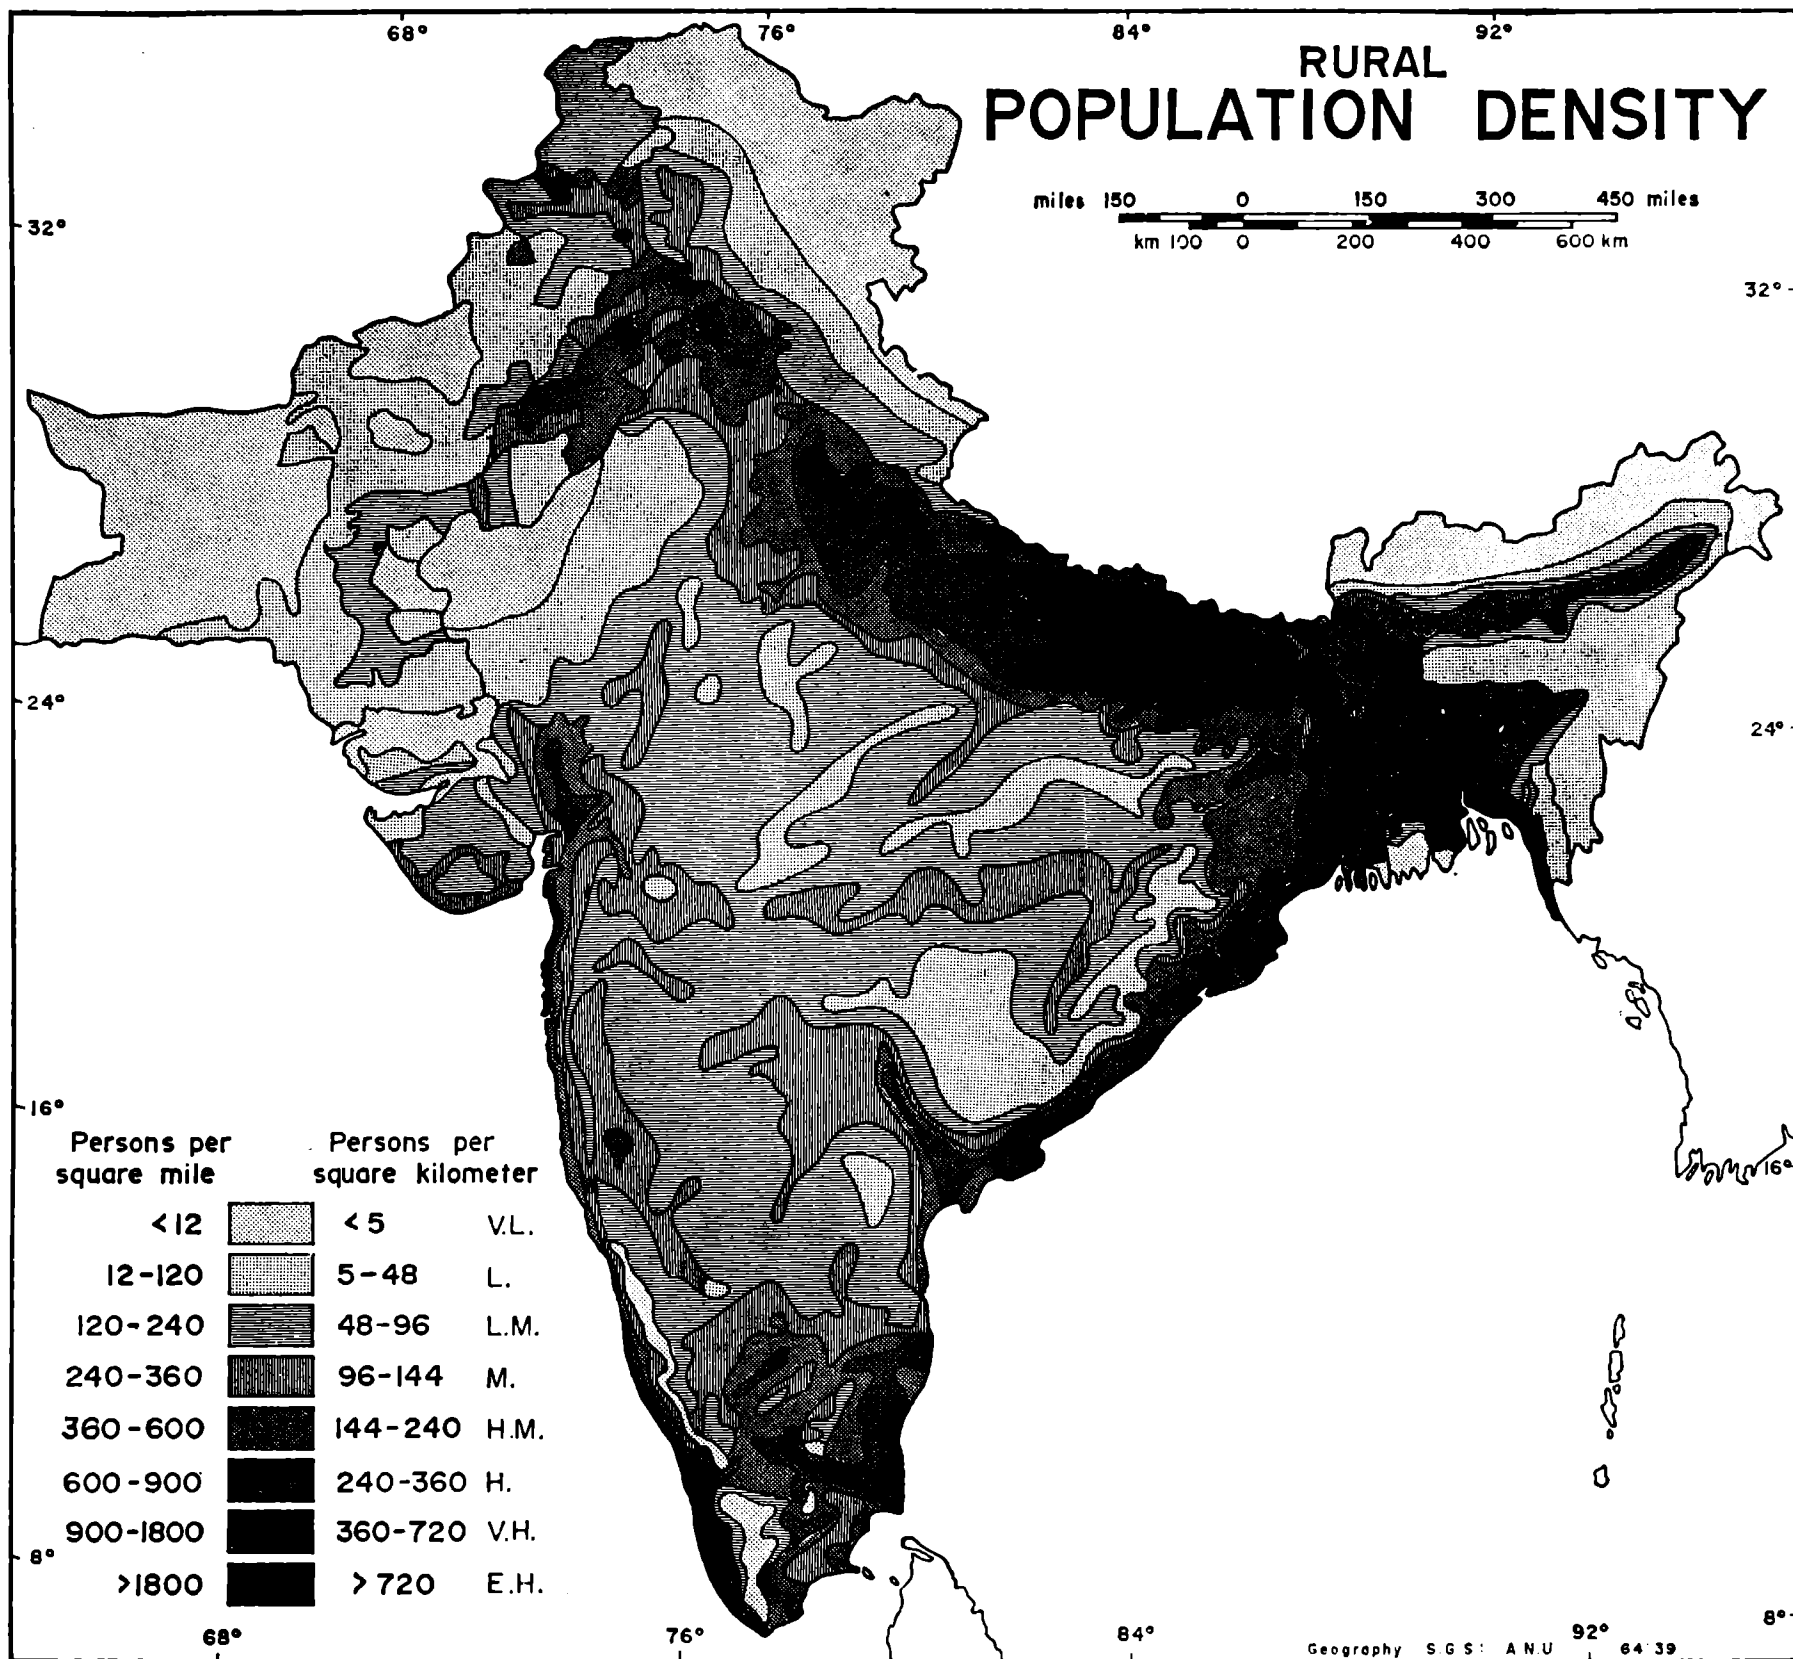 68° 76° 84° 92°
RURAL
POPULATION DENSITY
miles 150 0 150 300 450 miles
km 100 0 200 400 600 km
32°
32°
24°
24°
16°
16°
Persons per square mile Persons per square kilometer
<12 <5 V.L.
12-120 5-48 L.
120-240 48-96 L.M.
240-360 96-144 M.
360-600 144-240 H.M.
600-900 240-360 H.
900-1800 360-720 V.H.
>1800 >720 E.H.
8°
8°
68° 76° 84° 92°
Geography S.G.S: A.N.U 64·39